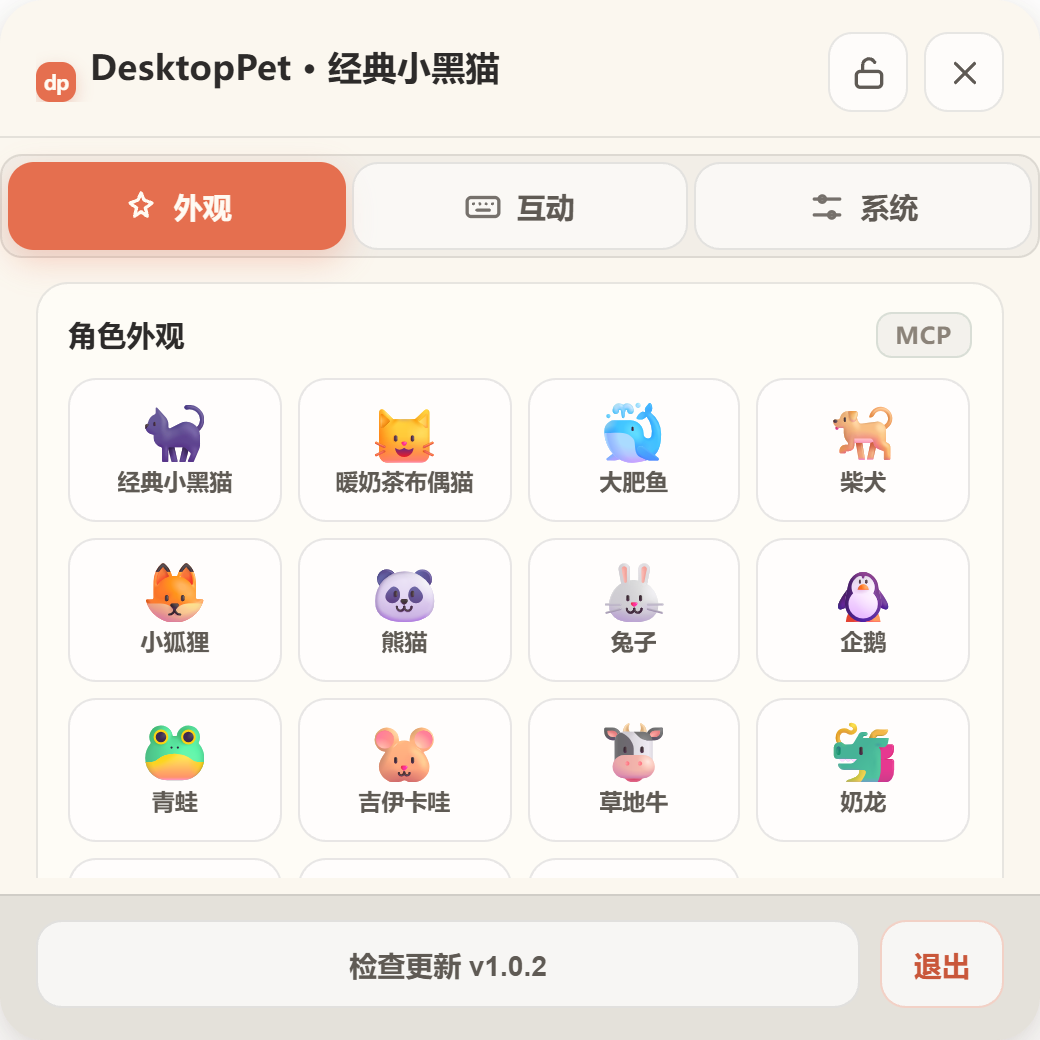 dp DesktopPet • 经典小黑猫
外观 互动 系统
角色外观 MCP
经典小黑猫 暖奶茶布偶猫 大肥鱼 柴犬
小狐狸 熊猫 兔子 企鹅
青蛙 吉伊卡哇 草地牛 奶龙
检查更新 v1.0.2 退出